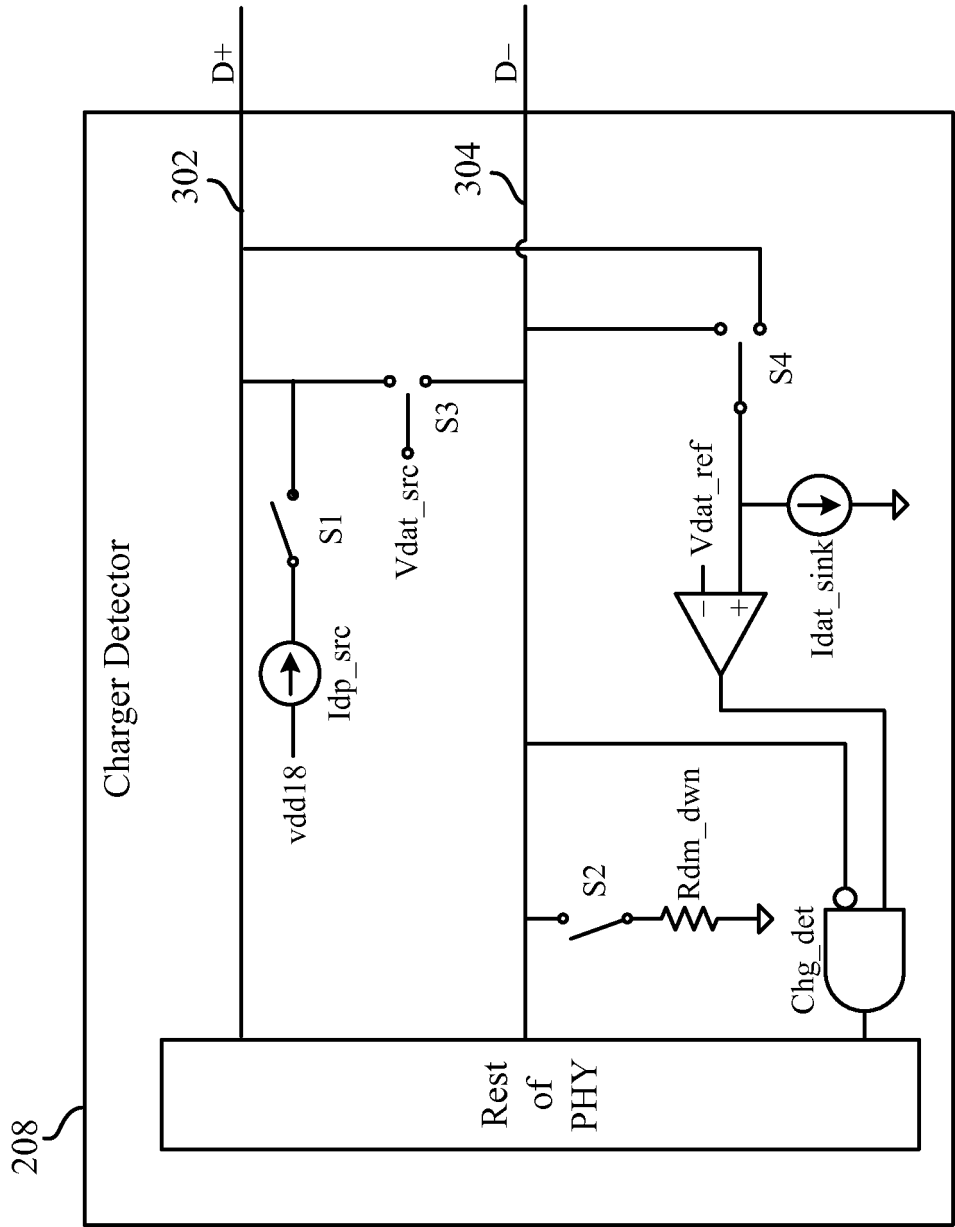 208
Charger Detector
302
D+
304
D−
vdd18
Idp_src
S1
Vdat_src
S3
Rest
of
PHY
S2
Rdm_dwn
Chg_det
−
+
Vdat_ref
Idat_sink
S4